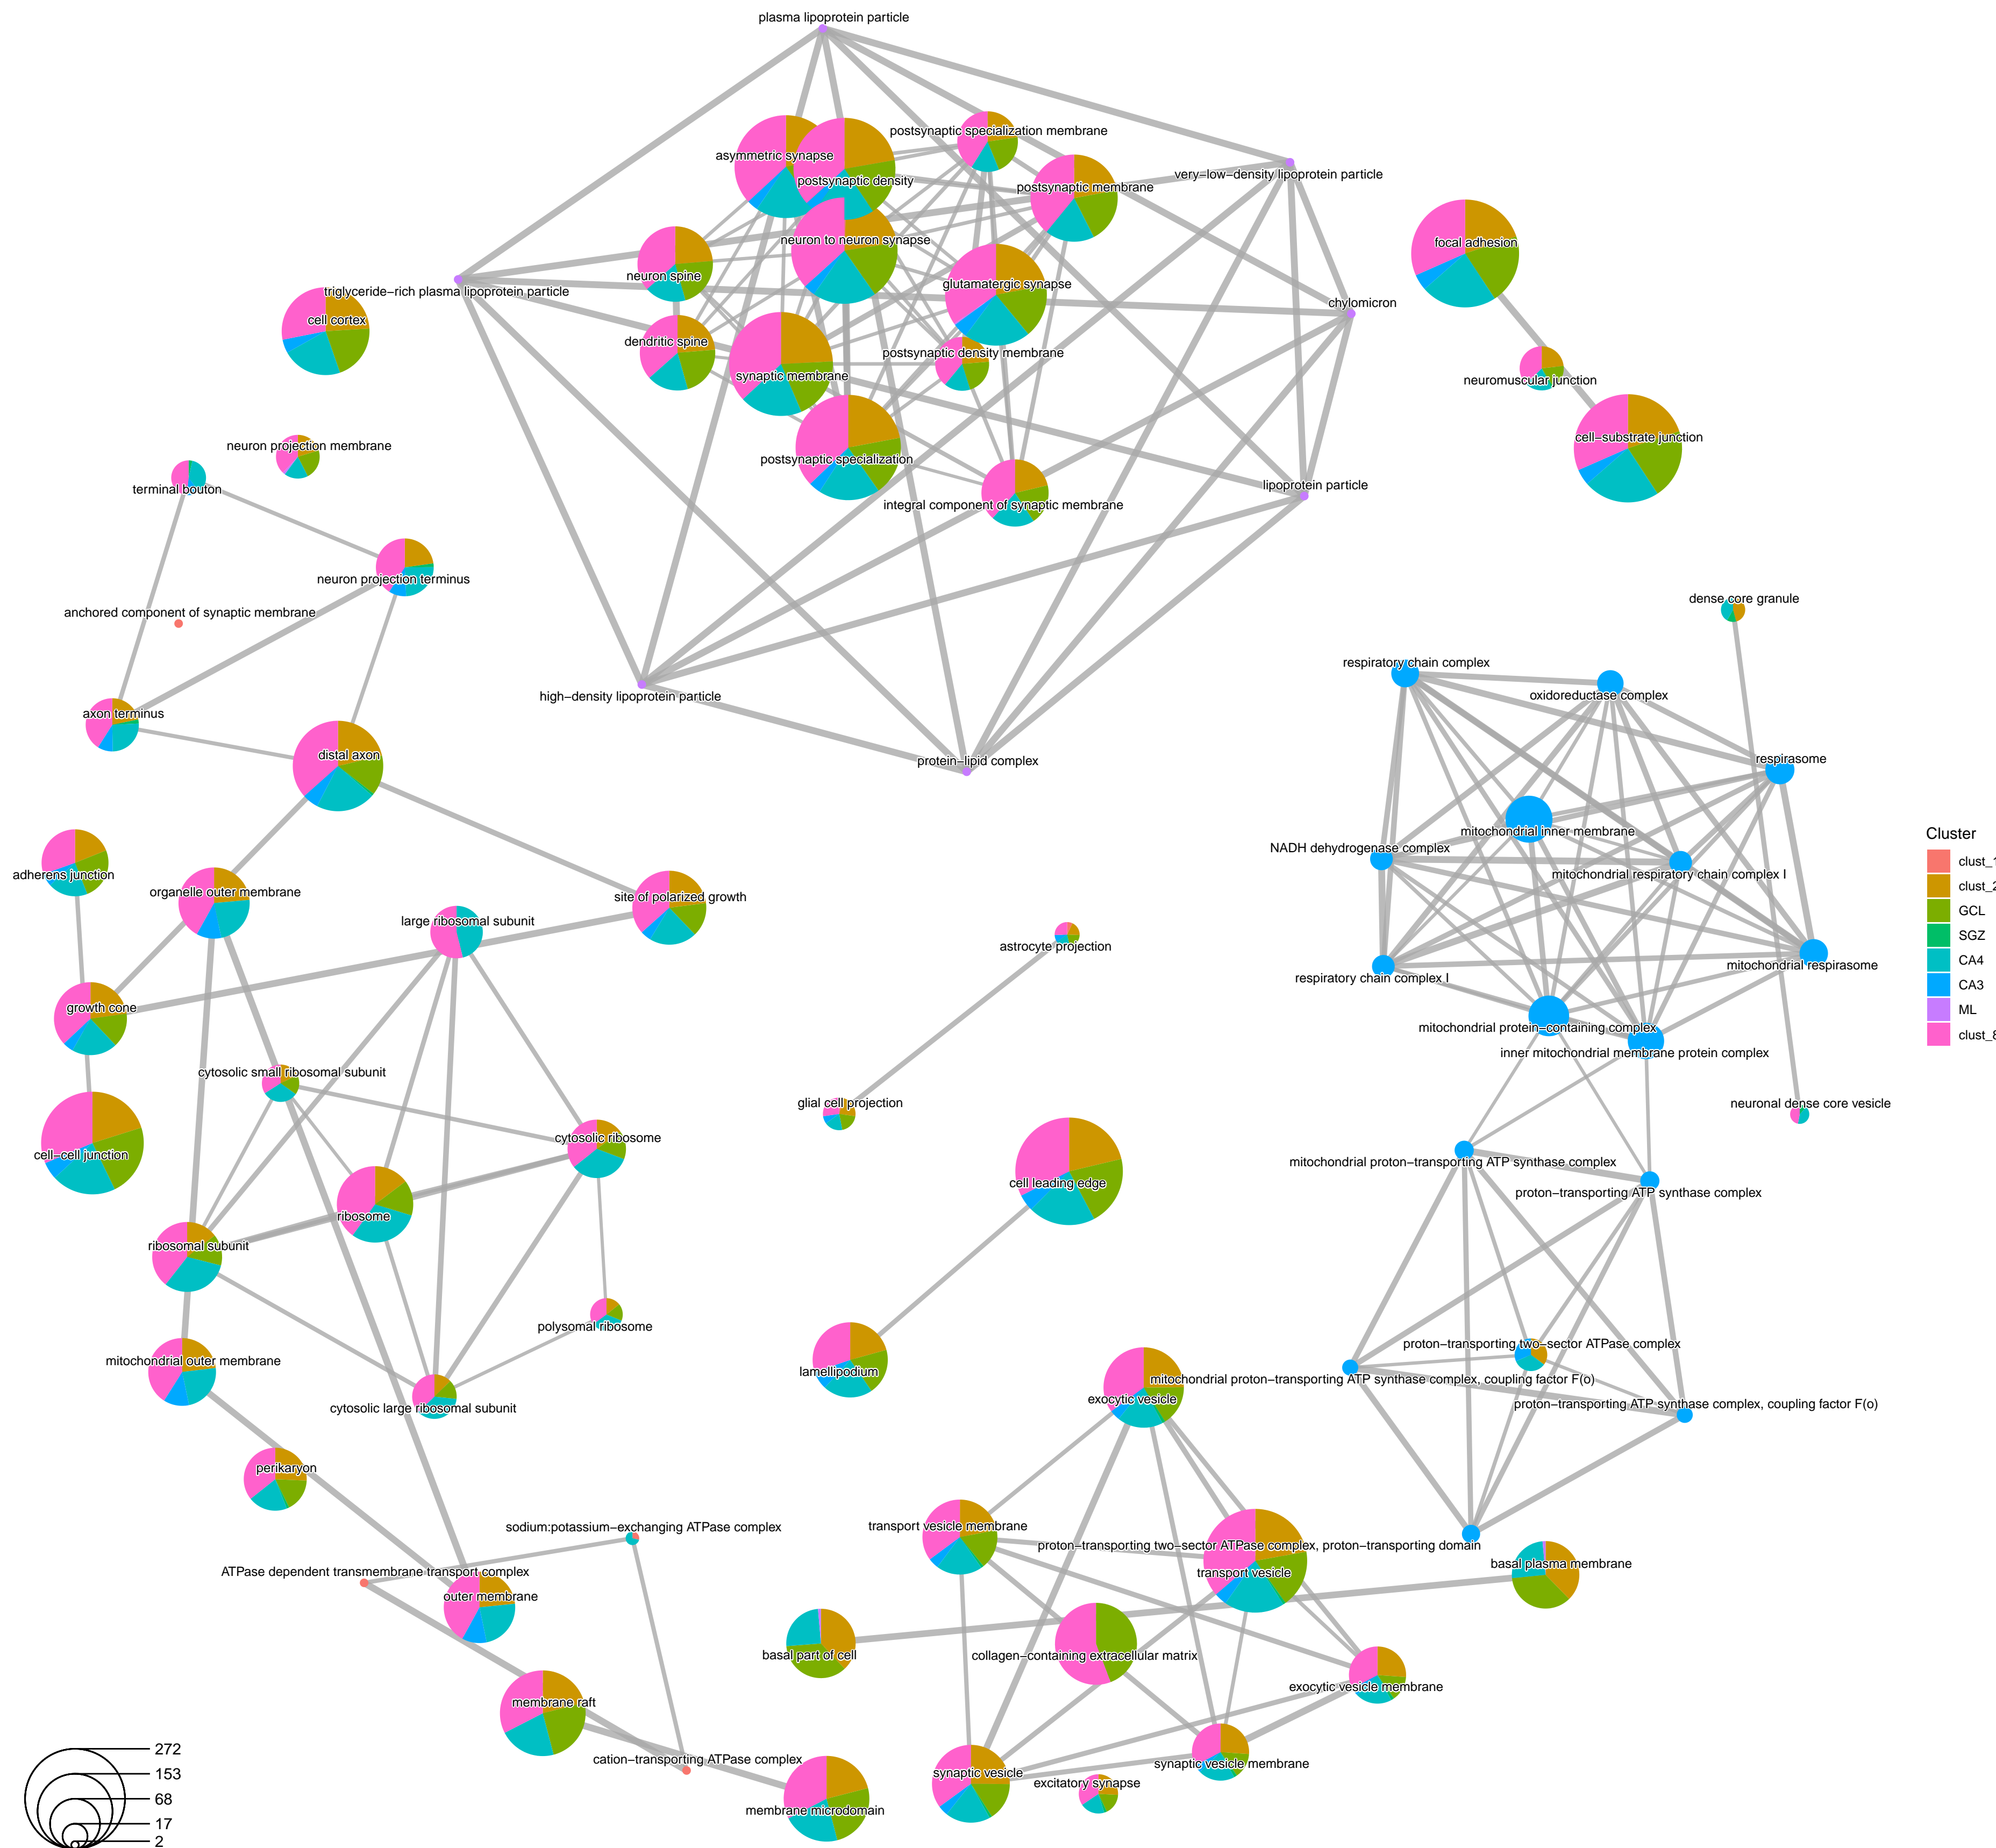 plasma lipoprotein particle
postsynaptic specialization membrane
asymmetric synapse
postsynaptic density
very−low−density lipoprotein particle
postsynaptic membrane
neuron to neuron synapse
focal adhesion
neuron spine
glutamatergic synapse
triglyceride−rich plasma lipoprotein particle
chylomicron
cell cortex
dendritic spine
postsynaptic density membrane
synaptic membrane
neuromuscular junction
cell−substrate junction
neuron projection membrane
postsynaptic specialization
terminal bouton
lipoprotein particle
integral component of synaptic membrane
neuron projection terminus
dense core granule
anchored component of synaptic membrane
respiratory chain complex
oxidoreductase complex
high−density lipoprotein particle
axon terminus
distal axon
protein−lipid complex
respirasome
mitochondrial inner membrane
Cluster
NADH dehydrogenase complex
clust_1
adherens junction
mitochondrial respiratory chain complex I
clust_2
organelle outer membrane
site of polarized growth
GCL
large ribosomal subunit
SGZ
astrocyte projection
CA4
mitochondrial respirasome
respiratory chain complex I
CA3
growth cone
ML
mitochondrial protein−containing complex
clust_8
inner mitochondrial membrane protein complex
cytosolic small ribosomal subunit
glial cell projection
neuronal dense core vesicle
cytosolic ribosome
cell−cell junction
mitochondrial proton−transporting ATP synthase complex
cell leading edge
proton−transporting ATP synthase complex
ribosome
ribosomal subunit
polysomal ribosome
proton−transporting two−sector ATPase complex
mitochondrial outer membrane
lamellipodium
mitochondrial proton−transporting ATP synthase complex, coupling factor F(o)
exocytic vesicle
proton−transporting ATP synthase complex, coupling factor F(o)
cytosolic large ribosomal subunit
perikaryon
transport vesicle membrane
sodium:potassium−exchanging ATPase complex
proton−transporting two−sector ATPase complex, proton−transporting domain
basal plasma membrane
ATPase dependent transmembrane transport complex
transport vesicle
outer membrane
basal part of cell
collagen−containing extracellular matrix
exocytic vesicle membrane
membrane raft
272
cation−transporting ATPase complex
synaptic vesicle membrane
153
synaptic vesicle
excitatory synapse
68
membrane microdomain
17
2